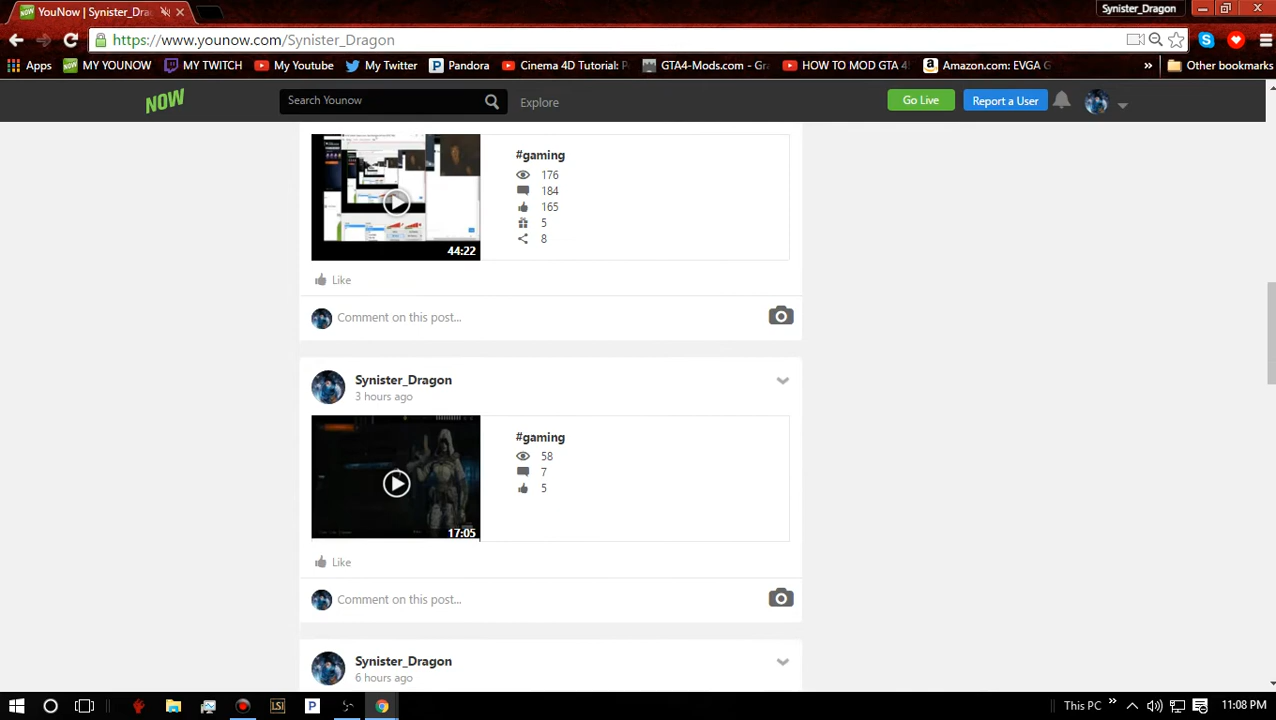 YouNow | Synister_Dra
Synister_Dragon
https://www.younow.com/Synister_Dragon
Apps MY YOUNOW MY TWITCH My Youtube My Twitter Pandora Cinema 4D Tutorial: T GTA4-Mods.com - Gra HOW TO MOD GTA 4 Amazon.com: EVGA G » Other bookmarks
NOW Search Younow Explore Go Live Report a User
#gaming
176
184
165
5
8
44:22
Like
Comment on this post...
Synister_Dragon
3 hours ago
#gaming
58
7
5
17:05
Like
Comment on this post...
Synister_Dragon
6 hours ago
LSI P This PC » 11:08 PM